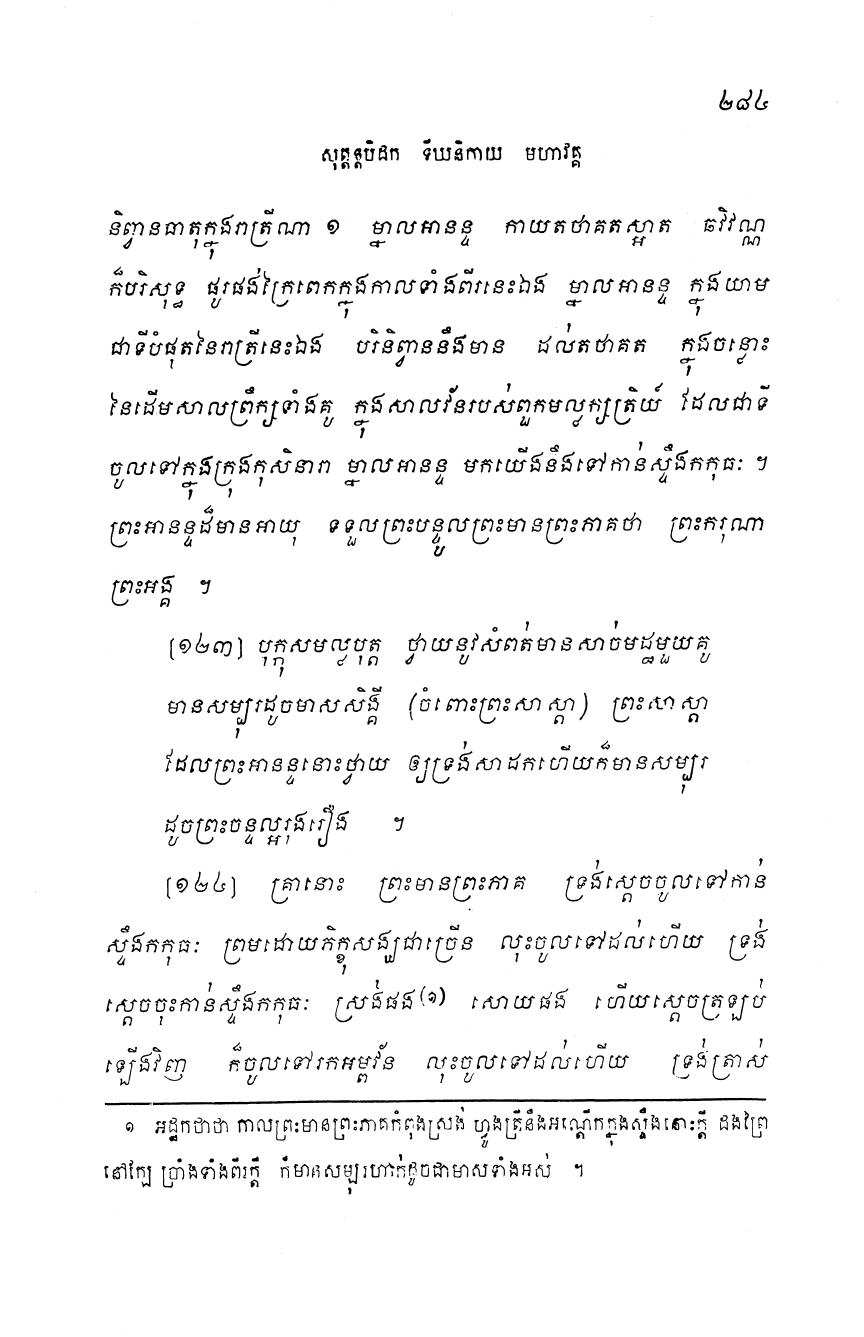 ២៨៤
សុត្តន្តបិដក ទីឃនិកាយ មហាវគ្គ
និព្វានធាតុក្នុងរាត្រីណា ១ ម្នាលអានន្ទ កាយតថាគតស្អាត ឆវិវណ្ណ
ក៏បរិសុទ្ធ ផូរផង់ក្រៃពេកក្នុងកាលទាំងពីរនេះឯង ម្នាលអានន្ទ ក្នុងយាម
ជាទីបំផុតនៃរាត្រីនេះឯង បរិនិព្វាននឹងមាន ដល់តថាគត ក្នុងចន្លោះ
នៃដើមសាលព្រឹក្សទាំងគូ ក្នុងសាលវ័នរបស់ពួកមល្លក្សត្រិយ៍ ដែលជាទី
ចូលទៅក្នុងក្រុងកុសិនារា ម្នាលអានន្ទ មកយើងនឹងទៅកាន់ស្ទឹងកកុធៈ ។
ព្រះអានន្ទដ៏មានអាយុ ទទួលព្រះបន្ទូលព្រះមានព្រះភាគថា ព្រះករុណា
ព្រះអង្គ ។
[១២៣] បុក្កុសមល្លបុត្ត ថ្វាយនូវសំពត់មានសាច់មដ្ឋមួយគូ
មានសម្បុរដូចមាសសិង្គី (ចំពោះព្រះសាស្តា) ព្រះសាស្តា
ដែលព្រះអានន្ទនោះថ្វាយ ឲ្យទ្រង់សាដកហើយក៏មានសម្បុរ
ដូចព្រះចន្ទល្អរុងរឿង ។
[១២៤] គ្រានោះ ព្រះមានព្រះភាគ ទ្រង់ស្តេចចូលទៅកាន់
ស្ទឹងកកុធៈ ព្រមដោយភិក្ខុសង្ឃជាច្រើន លុះចូលទៅដល់ហើយ ទ្រង់
ស្តេចចុះកាន់ស្ទឹងកកុធៈ ស្រង់ផង(១) សោយផង ហើយស្តេចត្រឡប់
ឡើងវិញ ក៏ចូលទៅរកអម្ពវ័ន លុះចូលទៅដល់ហើយ ទ្រង់ត្រាស់
១ អដ្ឋកថាថា កាលព្រះមានព្រះភាគកំពុងស្រង់ ហ្វូងត្រីនឹងអណ្តើកក្នុងស្ទឹងនោះក្តី ដងព្រៃ
នៅក្បែ ច្រាំងទាំងពីរក្តី ក៏មានសម្បុរហាក់ដូចជាមាសទាំងអស់ ។